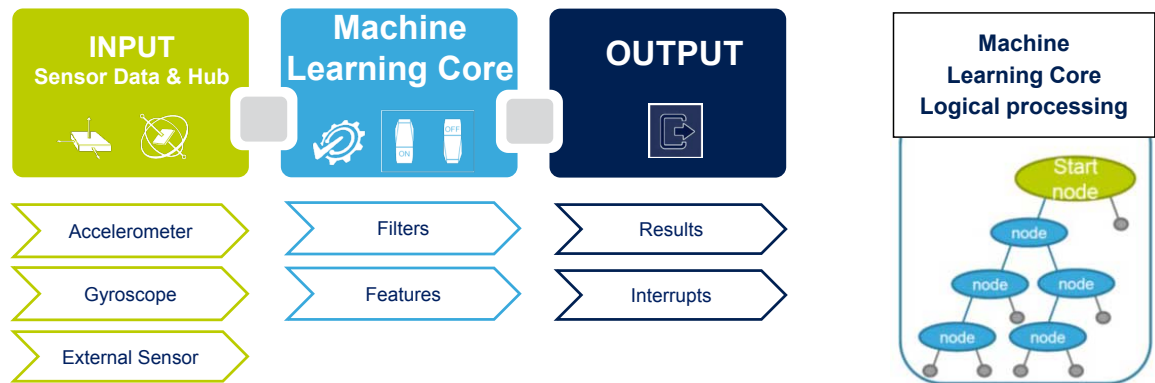 INPUT
Sensor Data & Hub
Machine
Learning Core
ON
OFF
OUTPUT
Accelerometer
Gyroscope
External Sensor
Filters
Features
Results
Interrupts
Machine
Learning Core
Logical processing
Start
node
node
node
node
node
node